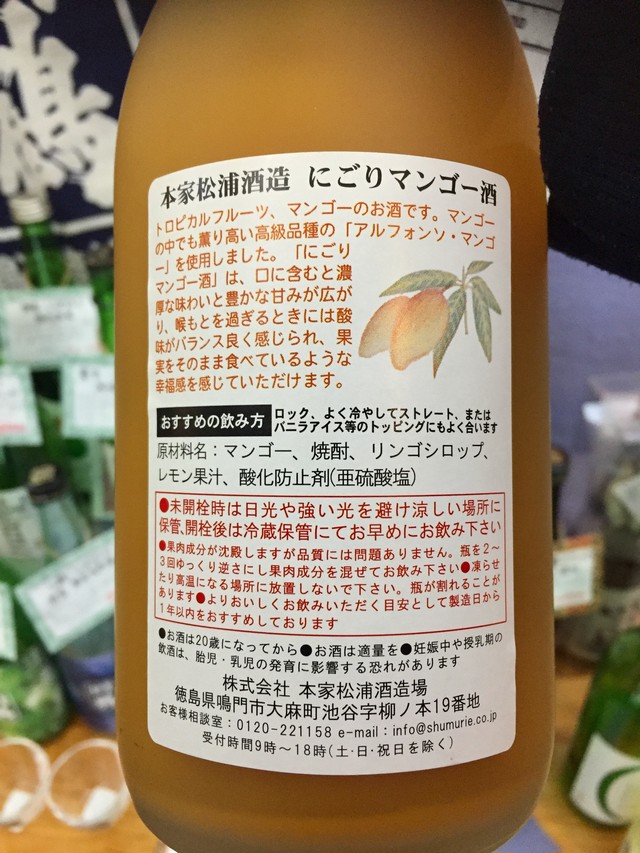 本家松浦酒造 にごりマンゴー酒
トロピカルフルーツ、マンゴーのお酒です。マンゴー
の中でも薫り高い高級品種の「アルフォンソ・マンゴ
ー」を使用しました。「にごり
マンゴー酒」は、口に含むと濃
厚な味わいと豊かな甘みが広が
り、喉もとを過ぎるときには酸
味がバランス良く感じられ、果
実をそのまま食べているような
幸福感を感じていただけます。
おすすめの飲み方
ロック、よく冷やしてストレート、または
バニラアイス等のトッピングにもよく合います
原材料名：マンゴー、焼酎、リンゴシロップ、
レモン果汁、酸化防止剤(亜硫酸塩)
●未開栓時は日光や強い光を避け涼しい場所に
保管、開栓後は冷蔵保管にてお早めにお飲み下さい
●果肉成分が沈殿しますが品質には問題ありません。瓶を2～
3回ゆっくり逆さにし果肉成分を混ぜてお飲み下さい●凍らせ
たり高温になる場所に放置しないで下さい。瓶が割れることが
あります●よりおいしくお飲みいただく目安として製造日から
1年以内をおすすめしております
●お酒は20歳になってから●お酒は適量を●妊娠中や授乳期の
飲酒は、胎児・乳児の発育に影響する恐れがあります
株式会社 本家松浦酒造場
徳島県鳴門市大麻町池谷字柳ノ本19番地
お客様相談室：0120-221158 e-mail：info@shumurie.co.jp
受付時間9時～18時(土・日・祝日を除く)